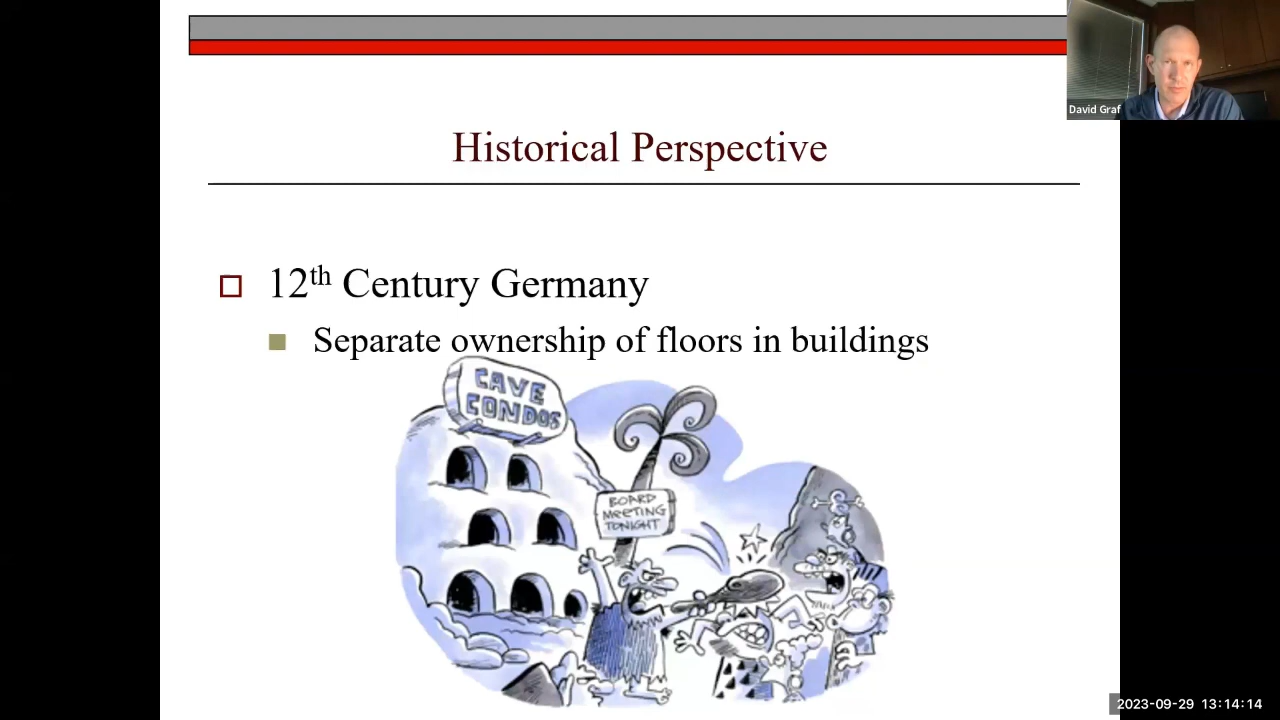 David Graf
Historical Perspective
12th Century Germany
Separate ownership of floors in buildings
CAVE
CONDOS
BOARD
MEETING
TONIGHT
2023-09-29 13:14:14